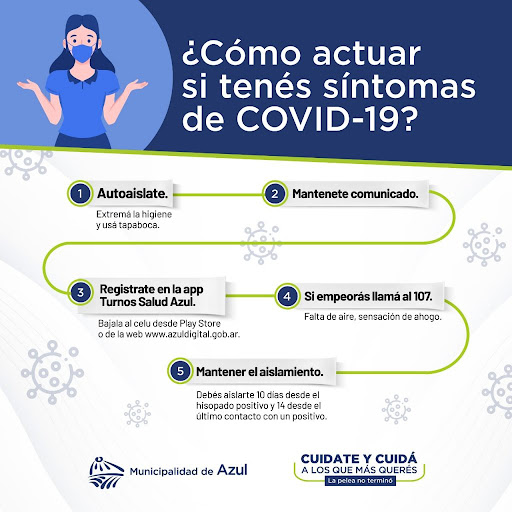 ¿Cómo actuar
si tenés síntomas
de COVID-19?
1 Autoaislate.
Extremá la higiene
y usá tapaboca.
2 Mantenete comunicado.
3 Registrate en la app
Turnos Salud Azul.
Bajala al celu desde Play Store
o de la web www.azuldigital.gob.ar.
4 Si empeorás llamá al 107.
Falta de aire, sensación de ahogo.
5 Mantener el aislamiento.
Debés aislarte 10 días desde el
hisopado positivo y 14 desde el
último contacto con un positivo.
Municipalidad de Azul
CUIDATE Y CUIDÁ
A LOS QUE MÁS QUERÉS
La pelea no terminó